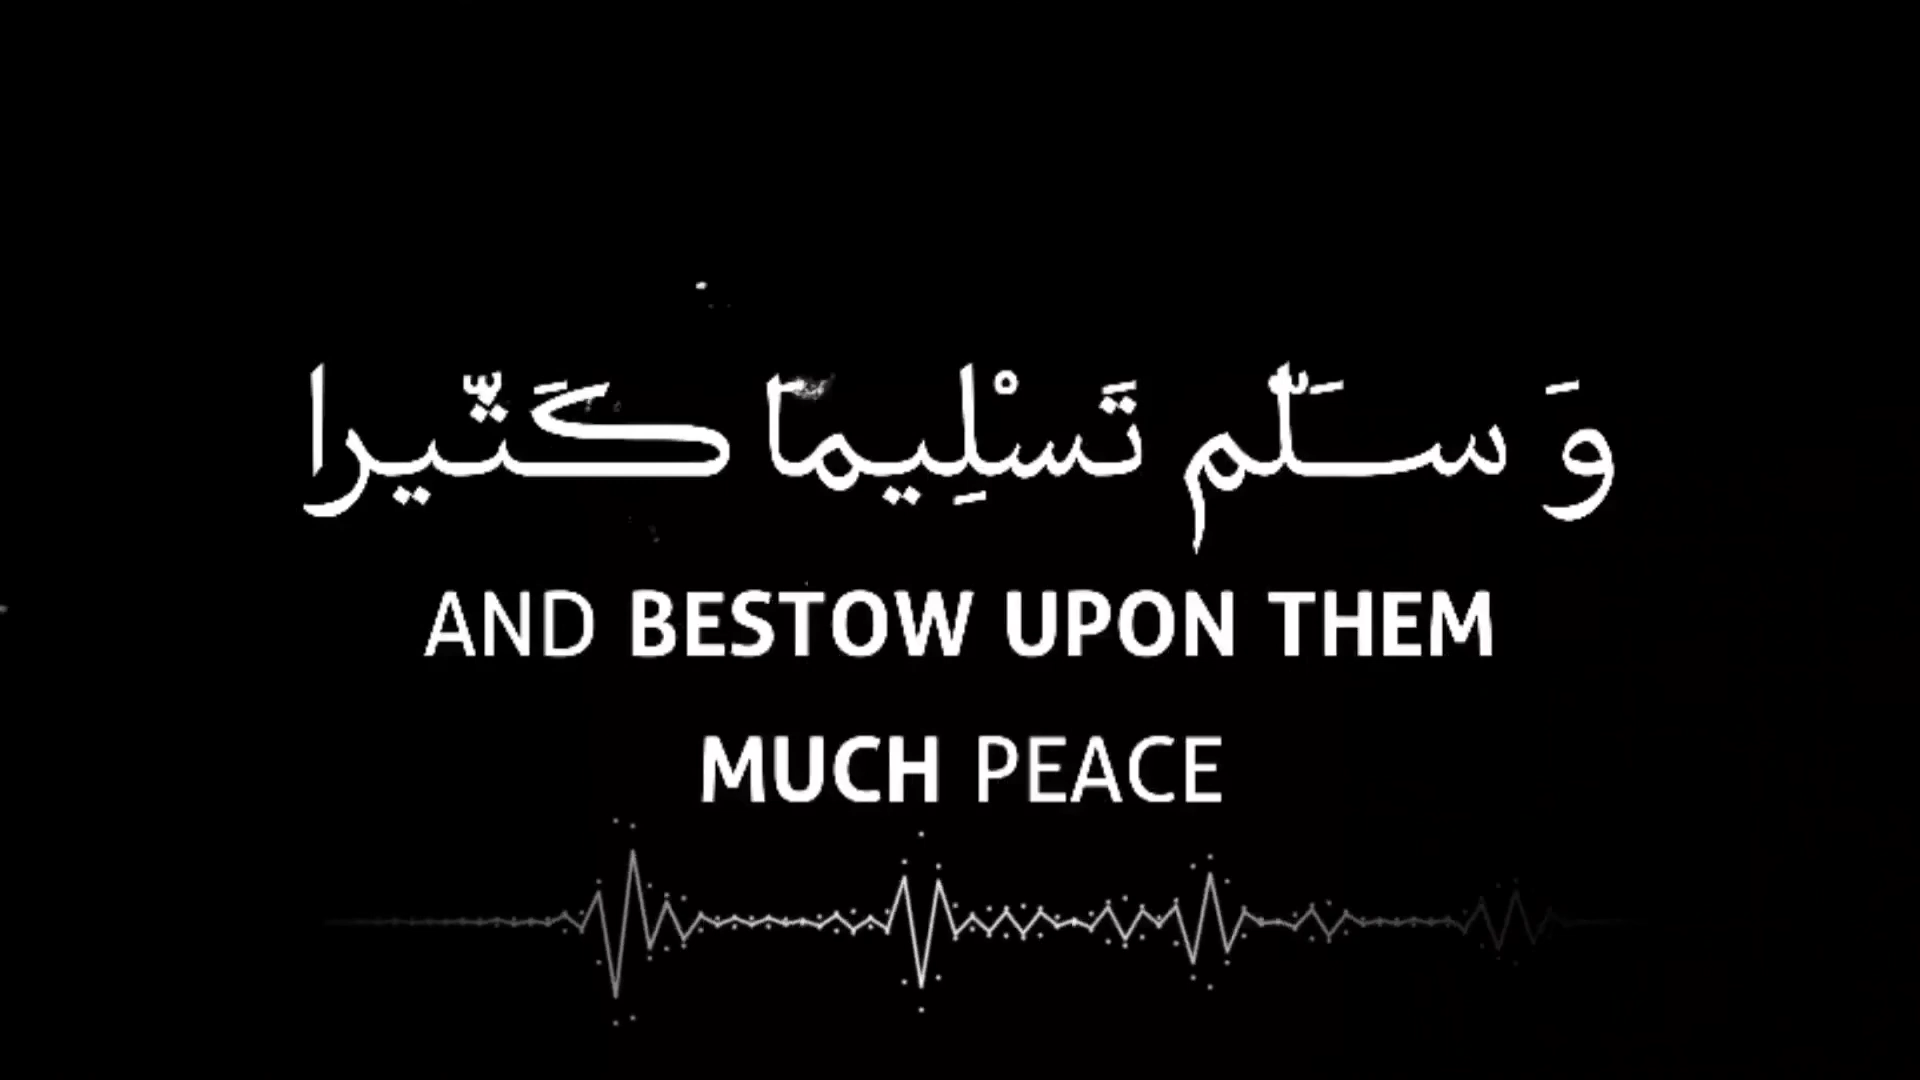 وَ سَلّم تَسْلِيمًا كَثّيرا
AND BESTOW UPON THEM
MUCH PEACE